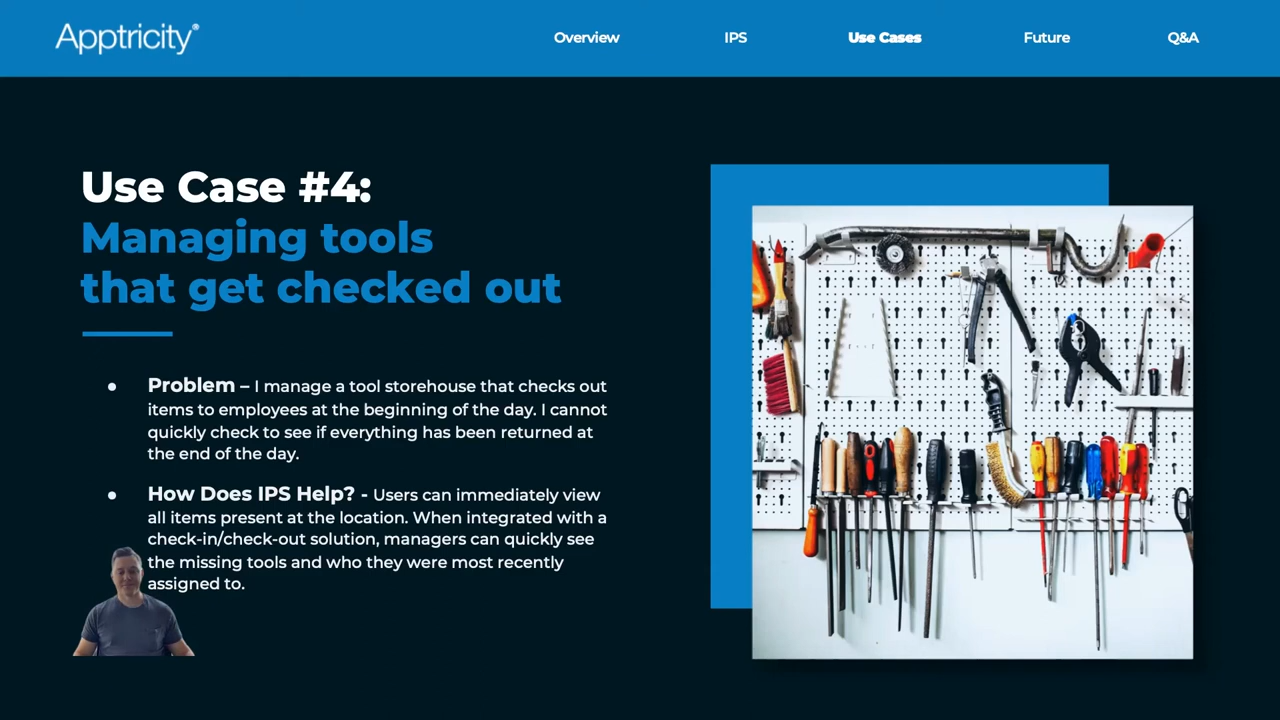 Apptricity®
Overview
IPS
Use Cases
Future
Q&A
Use Case #4:
Managing tools
that get checked out
● Problem – I manage a tool storehouse that checks out
items to employees at the beginning of the day. I cannot
quickly check to see if everything has been returned at
the end of the day.
● How Does IPS Help? - Users can immediately view
all items present at the location. When integrated with a
check-in/check-out solution, managers can quickly see
the missing tools and who they were most recently
assigned to.